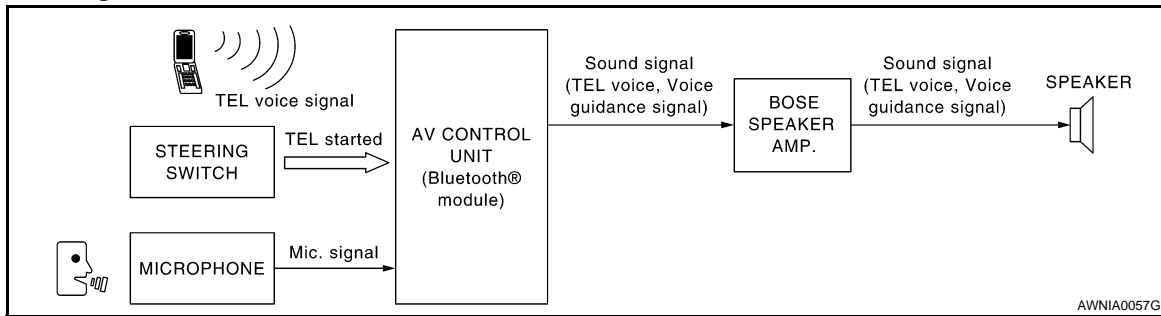 TEL voice signal
STEERING
SWITCH
TEL started
MICROPHONE
Mic. signal
AV CONTROL
UNIT
(Bluetooth®
module)
Sound signal
(TEL voice, Voice
guidance signal)
BOSE
SPEAKER
AMP.
Sound signal
(TEL voice, Voice
guidance signal)
SPEAKER
AWNIA0057G